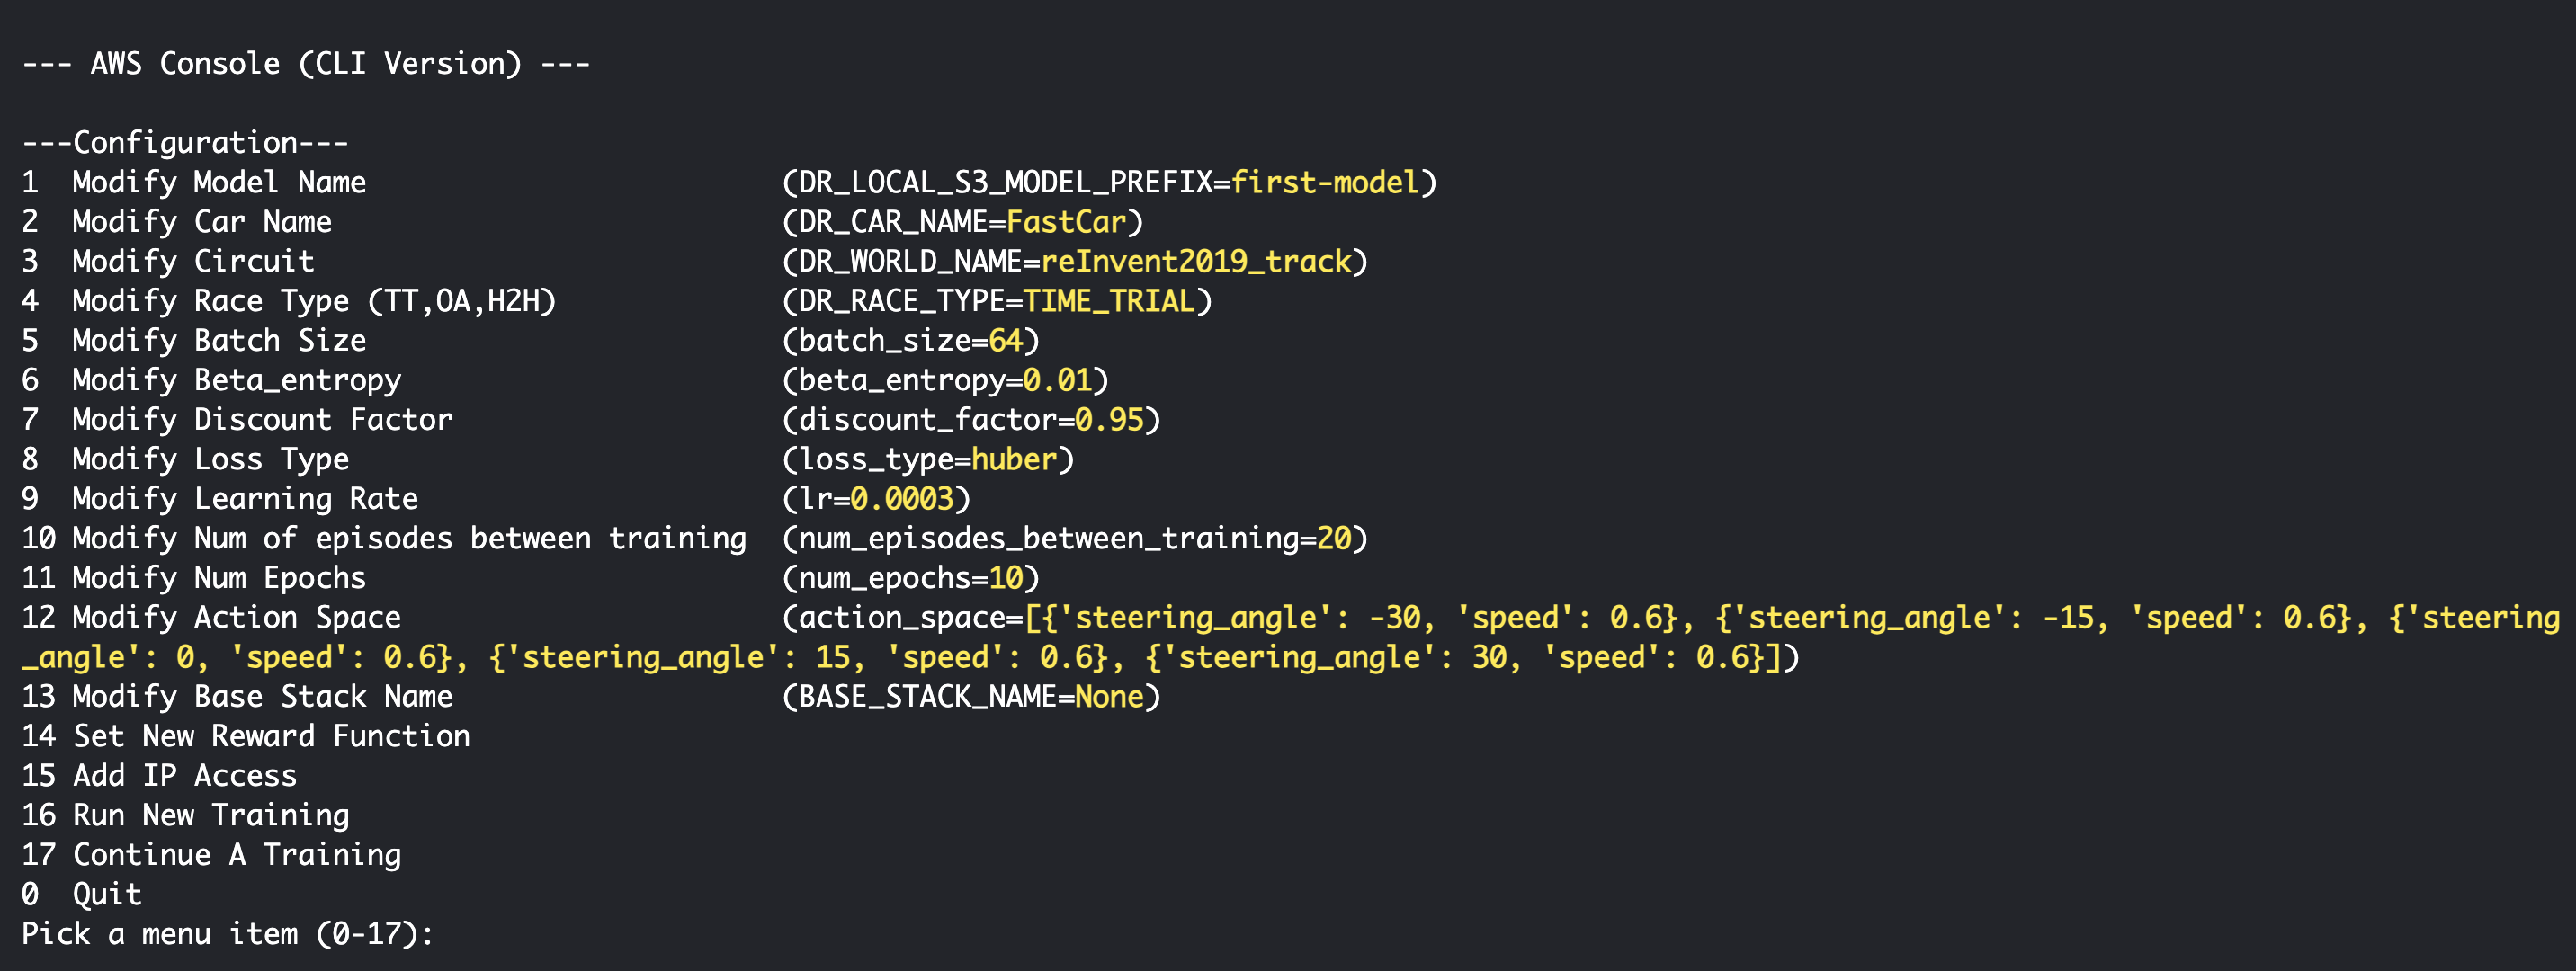 --- AWS Console (CLI Version) ---
---Configuration---
1  Modify Model Name                        (DR_LOCAL_S3_MODEL_PREFIX=first-model)
2  Modify Car Name                          (DR_CAR_NAME=FastCar)
3  Modify Circuit                           (DR_WORLD_NAME=reInvent2019_track)
4  Modify Race Type (TT,OA,H2H)             (DR_RACE_TYPE=TIME_TRIAL)
5  Modify Batch Size                        (batch_size=64)
6  Modify Beta_entropy                      (beta_entropy=0.01)
7  Modify Discount Factor                   (discount_factor=0.95)
8  Modify Loss Type                         (loss_type=huber)
9  Modify Learning Rate                     (lr=0.0003)
10 Modify Num of episodes between training  (num_episodes_between_training=20)
11 Modify Num Epochs                        (num_epochs=10)
12 Modify Action Space                      (action_space=[{'steering_angle': -30, 'speed': 0.6}, {'steering_angle': -15, 'speed': 0.6}, {'steering
_angle': 0, 'speed': 0.6}, {'steering_angle': 15, 'speed': 0.6}, {'steering_angle': 30, 'speed': 0.6}])
13 Modify Base Stack Name                   (BASE_STACK_NAME=None)
14 Set New Reward Function
15 Add IP Access
16 Run New Training
17 Continue A Training
0  Quit
Pick a menu item (0-17):